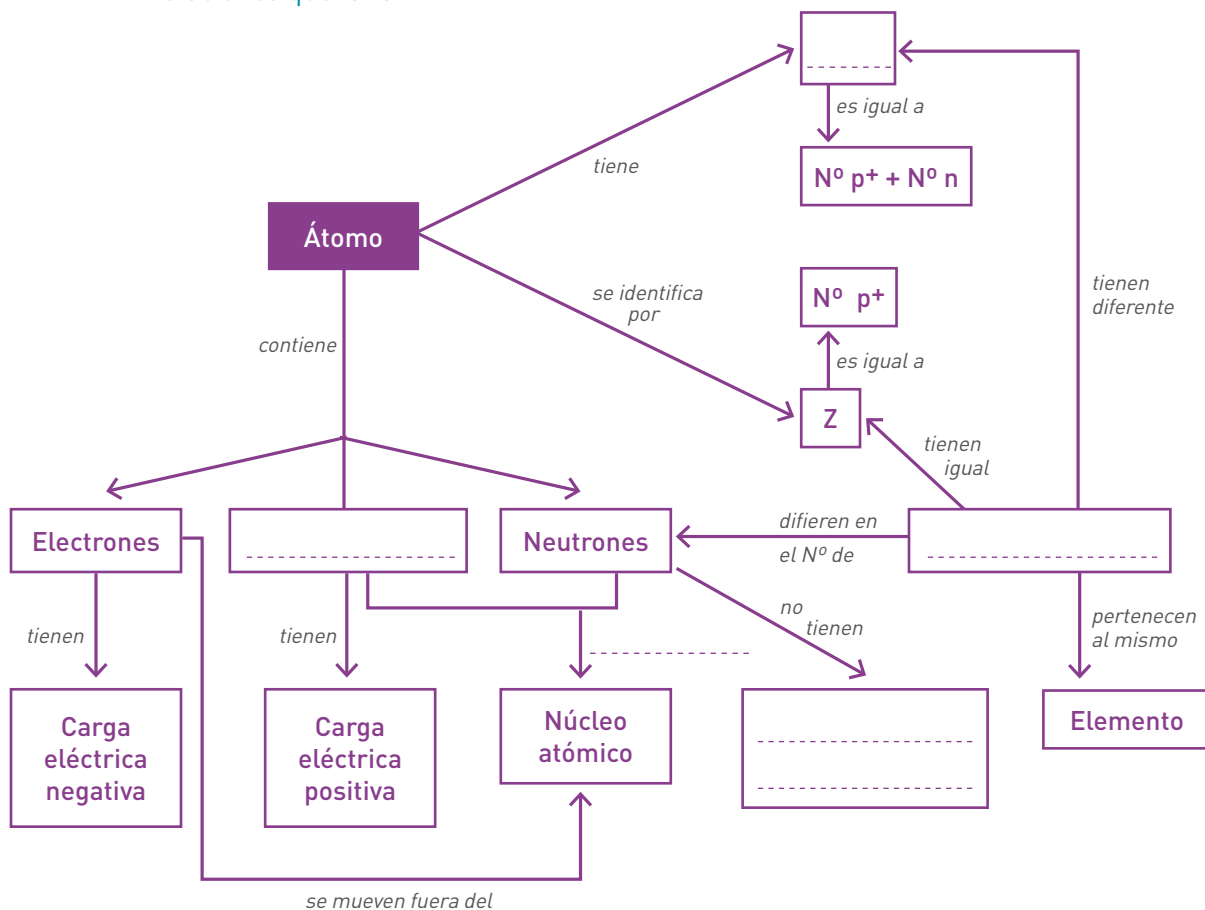 es igual a
Nº p+ + Nº n
tiene
Átomo
se identifica
por
Nº p+
tienen
diferente
contiene
es igual a
Z
tienen
igual
Electrones
Neutrones
difieren en
el Nº de
tienen
tienen
no
tienen
pertenecen
al mismo
Carga
eléctrica
negativa
Carga
eléctrica
positiva
Núcleo
atómico
Elemento
se mueven fuera del